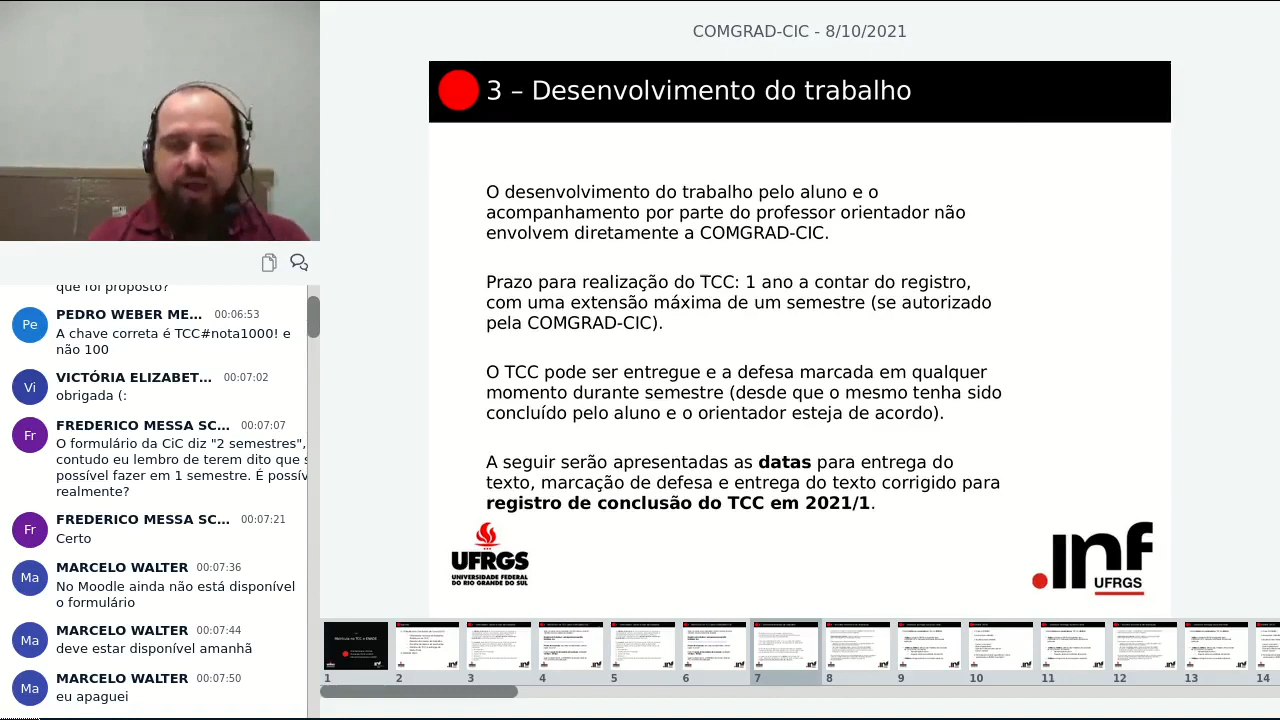 COMGRAD-CIC - 8/10/2021
3 – Desenvolvimento do trabalho
O desenvolvimento do trabalho pelo aluno e o
acompanhamento por parte do professor orientador não
envolvem diretamente a COMGRAD-CIC.
Prazo para realização do TCC: 1 ano a contar do registro,
com uma extensão máxima de um semestre (se autorizado
pela COMGRAD-CIC).
O TCC pode ser entregue e a defesa marcada em qualquer
momento durante semestre (desde que o mesmo tenha sido
concluído pelo aluno e o orientador esteja de acordo).
A seguir serão apresentadas as datas para entrega do
texto, marcação de defesa e entrega do texto corrigido para
registro de conclusão do TCC em 2021/1.
UFRGS
UNIVERSIDADE FEDERAL
DO RIO GRANDE DO SUL
.inf
UFRGS
que foi proposto?
Pe
PEDRO WEBER ME... 00:06:53
A chave correta é TCC#nota1000! e
não 100
Vi
VICTÓRIA ELIZABET... 00:07:02
obrigada (:
Fr
FREDERICO MESSA SC... 00:07:07
O formulário da CiC diz "2 semestres",
contudo eu lembro de terem dito que s
possível fazer em 1 semestre. É possív
realmente?
Fr
FREDERICO MESSA SC... 00:07:21
Certo
Ma
MARCELO WALTER 00:07:36
No Moodle ainda não está disponível
o formulário
Ma
MARCELO WALTER 00:07:44
estar disponível amanhã
Ma
MARCELO WALTER 00:07:50
eu apaguei
1 2 3 4 5 6 7 8 9 10 11 12 13 14